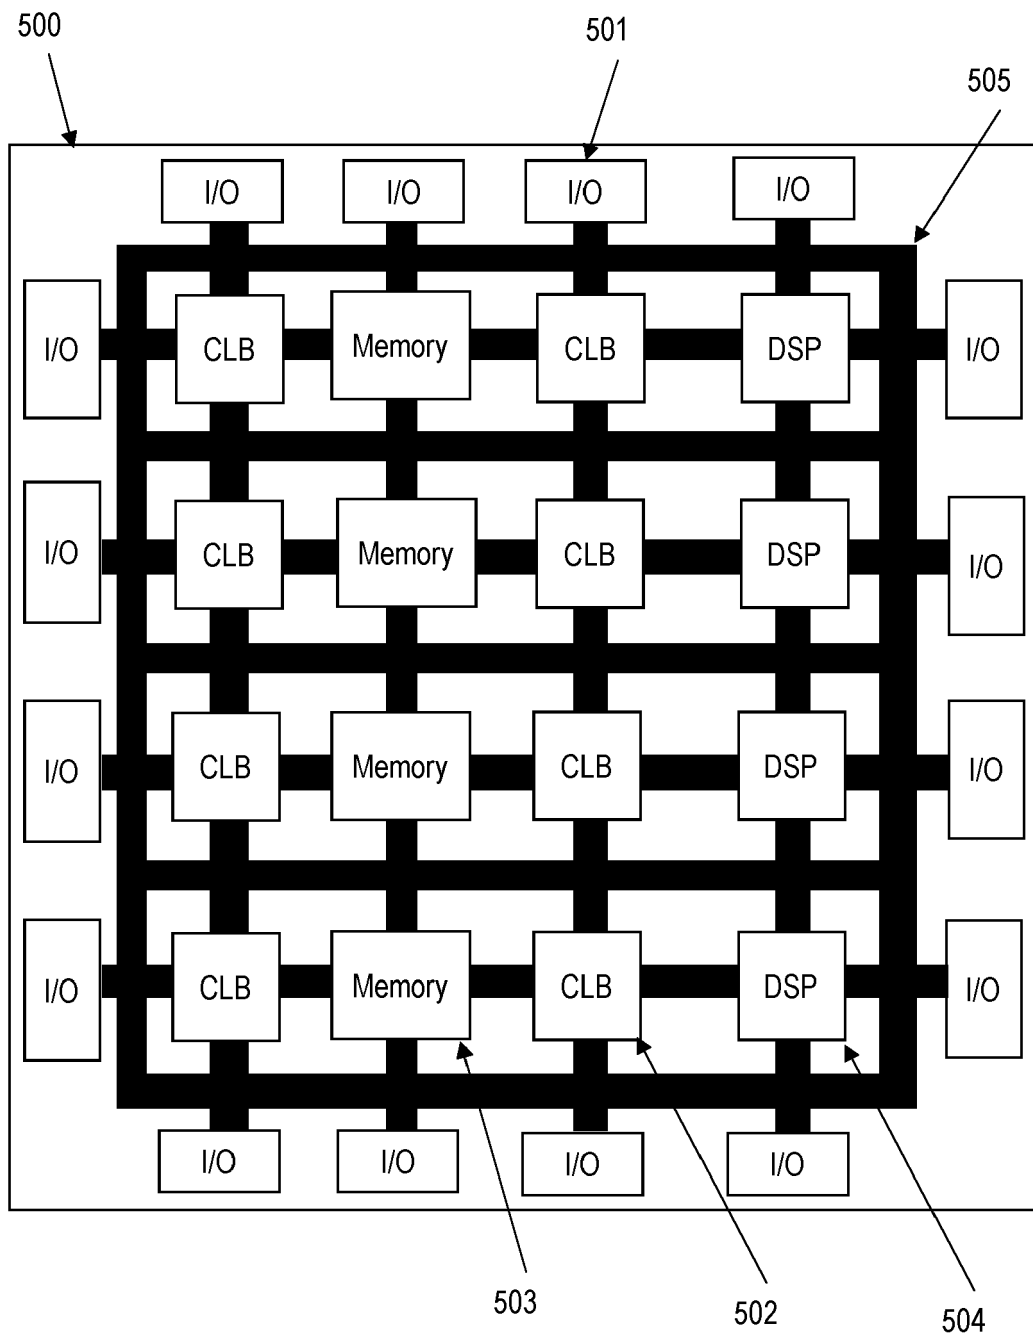 500
501
505
I/O
I/O
I/O
I/O
I/O
CLB
Memory
CLB
DSP
I/O
I/O
CLB
Memory
CLB
DSP
I/O
I/O
CLB
Memory
CLB
DSP
I/O
I/O
CLB
Memory
CLB
DSP
I/O
I/O
I/O
I/O
I/O
503
502
504